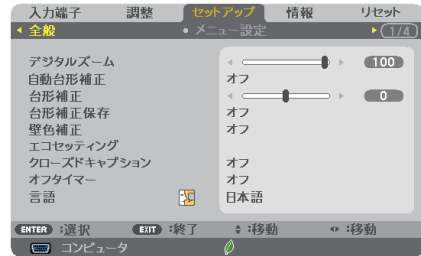 入力端子 調整 セットアップ 情報 リセット
全般 ● メニュー設定 1/4
デジタルズーム 100
自動台形補正 オフ
台形補正 0
台形補正保存 オフ
壁色補正 オフ
エコセッティング
クローズドキャプション オフ
オフタイマー オフ
言語 日本語
ENTER :選択 EXIT :終了 :移動 :移動
コンピュータ